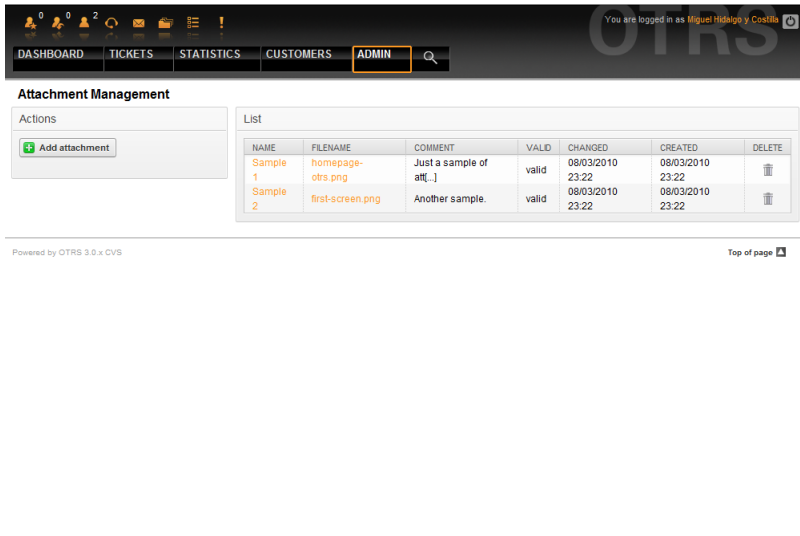 0 0 2
You are logged in as Miguel Hidalgo y Costilla
OTRS
DASHBOARD TICKETS STATISTICS CUSTOMERS ADMIN
Attachment Management
Actions
Add attachment
List
NAME FILENAME COMMENT VALID CHANGED CREATED DELETE
Sample 1 homepage-otrs.png Just a sample of att[...] valid 08/03/2010 23:22 08/03/2010 23:22
Sample 2 first-screen.png Another sample. valid 08/03/2010 23:22 08/03/2010 23:22
Powered by OTRS 3.0.x CVS
Top of page